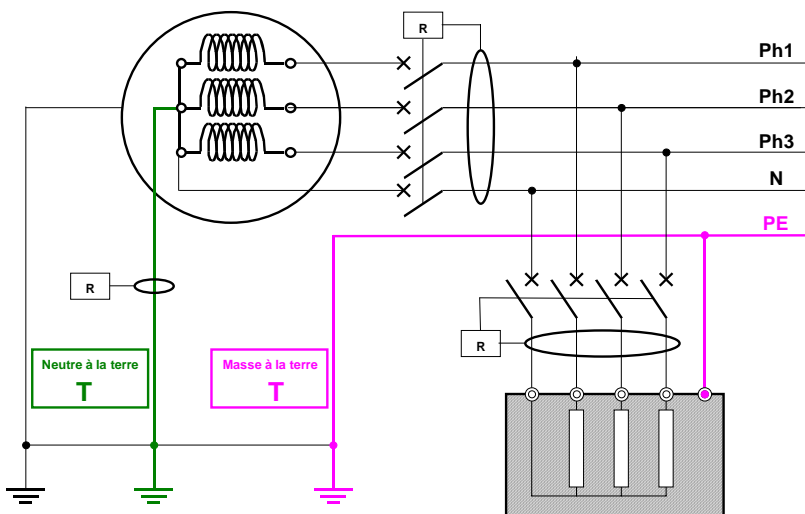 R
Ph1
Ph2
Ph3
N
PE
R
R
Neutre à la terre
T
Masse à la terre
T